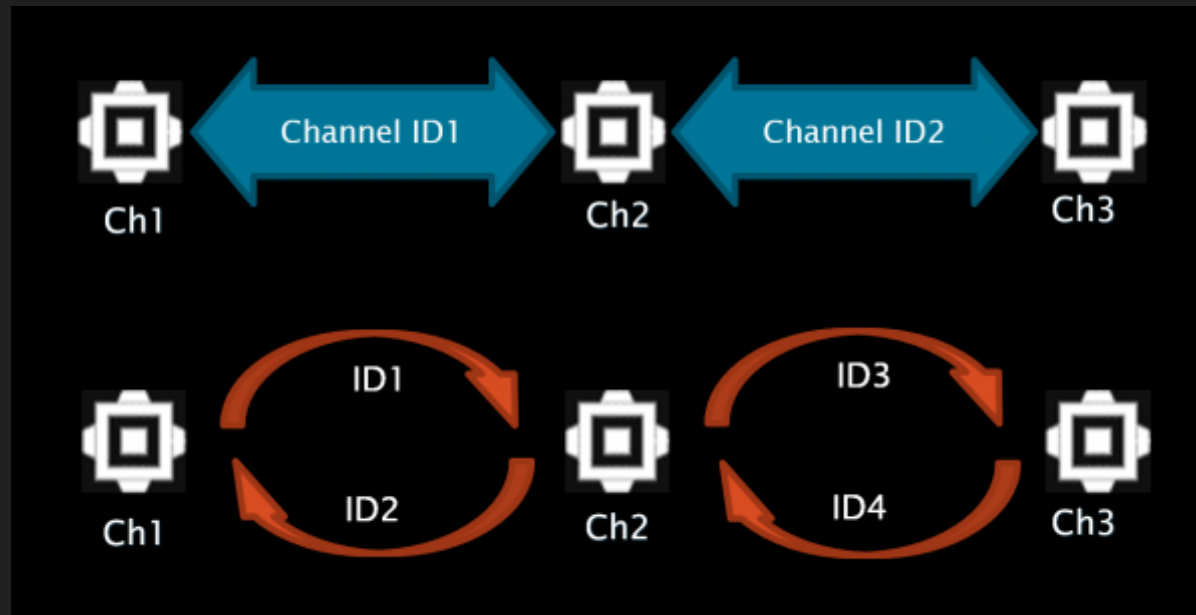 Channel ID1
Channel ID2
Ch1
Ch2
Ch3
ID1
ID3
ID2
ID4
Ch1
Ch2
Ch3